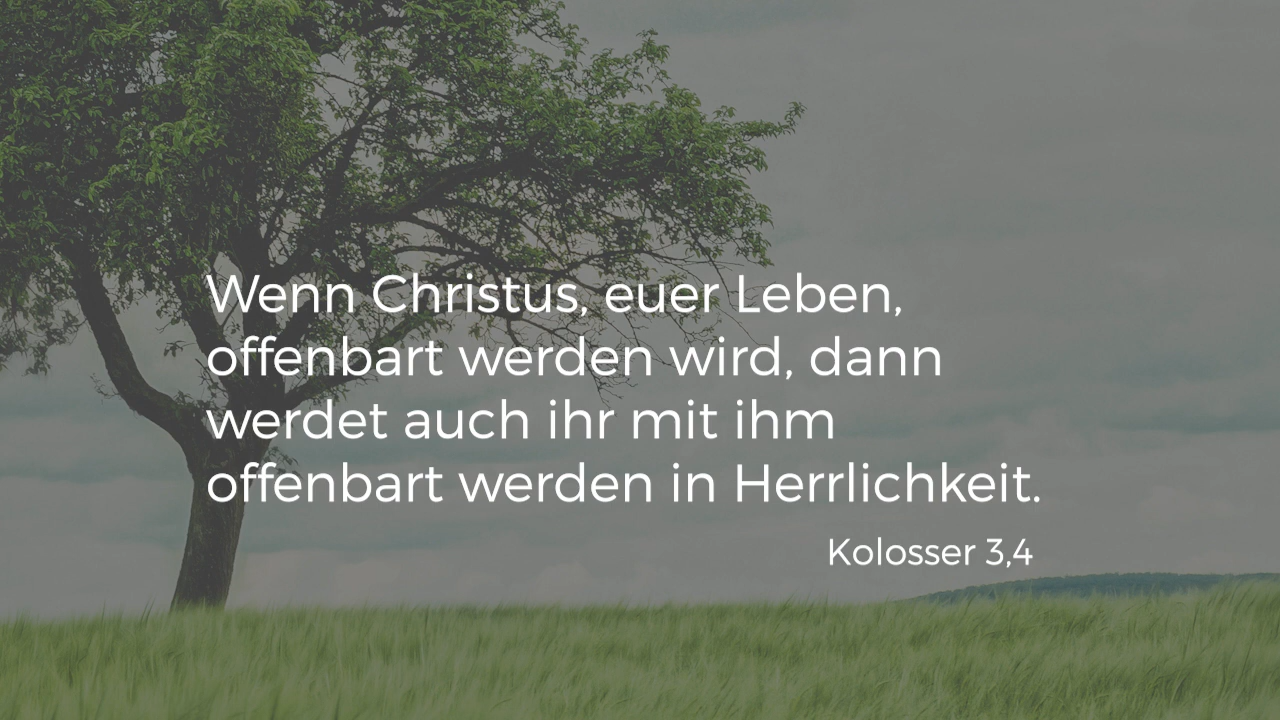 Wenn Christus, euer Leben,
offenbart werden wird, dann
werdet auch ihr mit ihm
offenbart werden in Herrlichkeit.
Kolosser 3,4